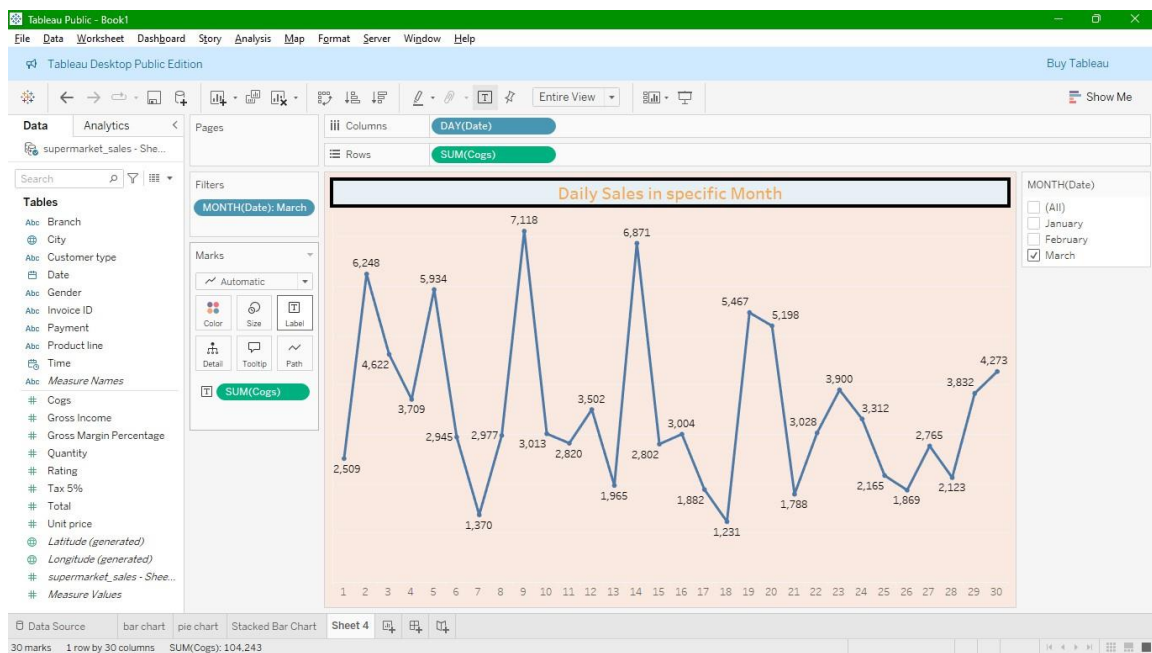 Tableau Public - Book1
File Data Worksheet Dashboard Story Analysis Map Format Server Window Help
Tableau Desktop Public Edition
Buy Tableau
Entire View
Show Me
Data Analytics
supermarket_sales - She...
Search
Tables
Abc Branch
City
Abc Customer type
Date
Abc Gender
Abc Invoice ID
Abc Payment
Abc Product line
Time
Abc Measure Names
# Cogs
# Gross Income
# Gross Margin Percentage
# Quantity
# Rating
# Tax 5%
# Total
# Unit price
Latitude (generated)
Longitude (generated)
# supermarket_sales - Shee...
# Measure Values
Pages
Filters
MONTH(Date): March
Marks
Automatic
Color Size Label
Detail Tooltip Path
SUM(Cogs)
Columns DAY(Date)
Rows SUM(Cogs)
Daily Sales in specific Month
2,509
6,248
4,622
3,709
5,934
2,945
1,370
2,977
7,118
3,013
2,820
3,502
1,965
6,871
2,802
3,004
1,882
1,231
5,467
5,198
1,788
3,028
3,900
3,312
2,165
1,869
2,765
2,123
3,832
4,273
1 2 3 4 5 6 7 8 9 10 11 12 13 14 15 16 17 18 19 20 21 22 23 24 25 26 27 28 29 30
MONTH(Date)
(All)
January
February
March
Data Source bar chart pie chart Stacked Bar Chart Sheet 4
30 marks 1 row by 30 columns SUM(Cogs): 104,243